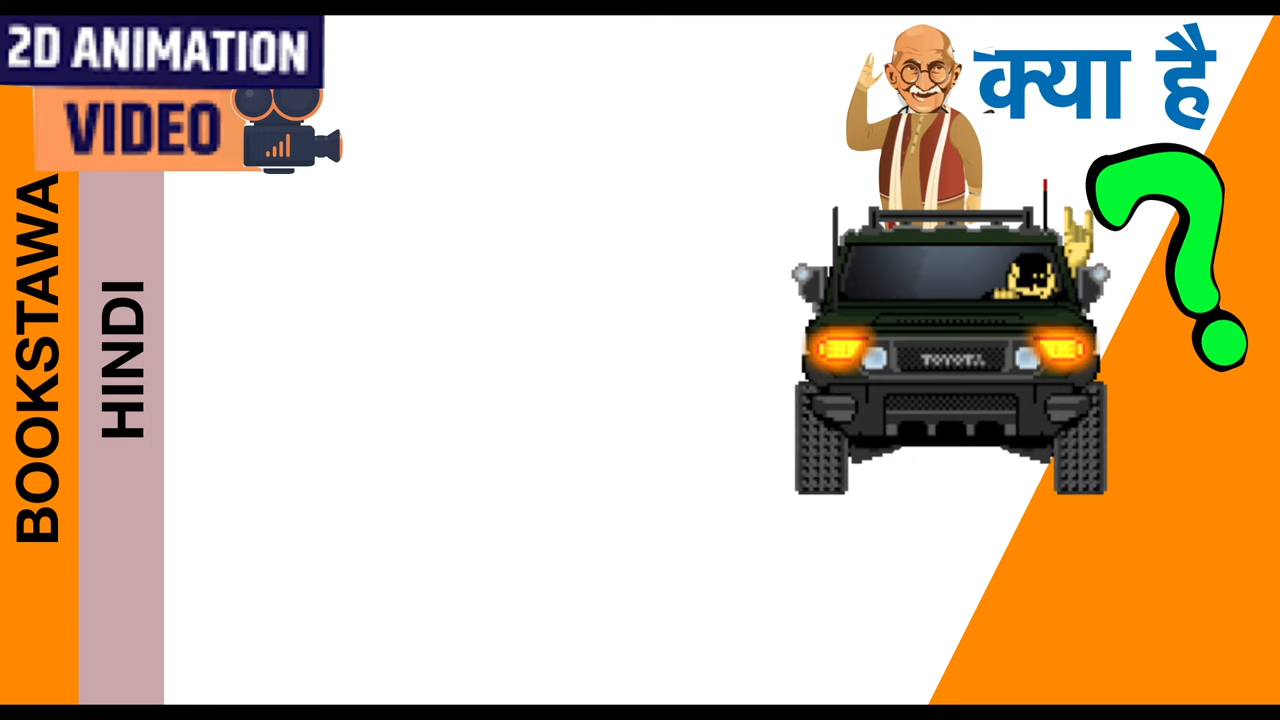 2D ANIMATION
VIDEO
क्या है
?
BOOKSTAWA
HINDI
TOYOTA